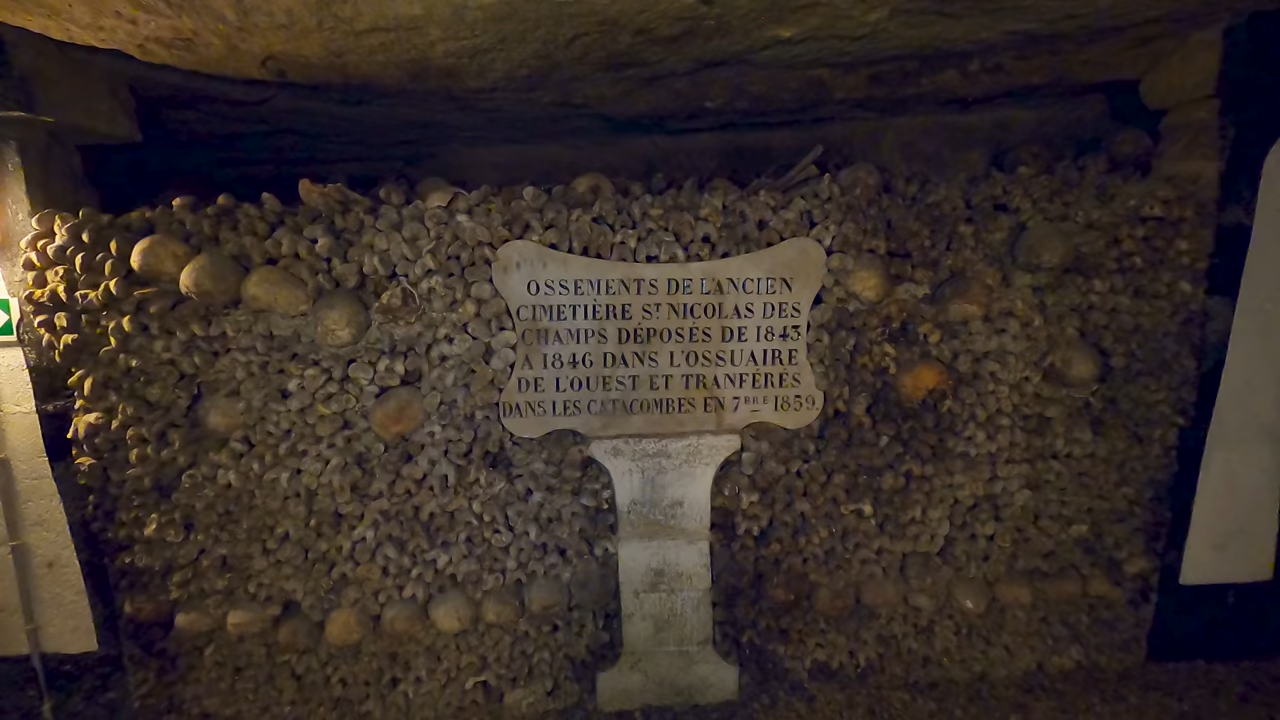 OSSEMENTS DE L'ANCIEN
CIMETIÈRE ST NICOLAS DES
CHAMPS DÉPOSÉS DE 1843
A 1846 DANS L'OSSUAIRE
DE L'OUEST ET TRANFÉRÉS
DANS LES CATACOMBES EN 7BRE 1859.